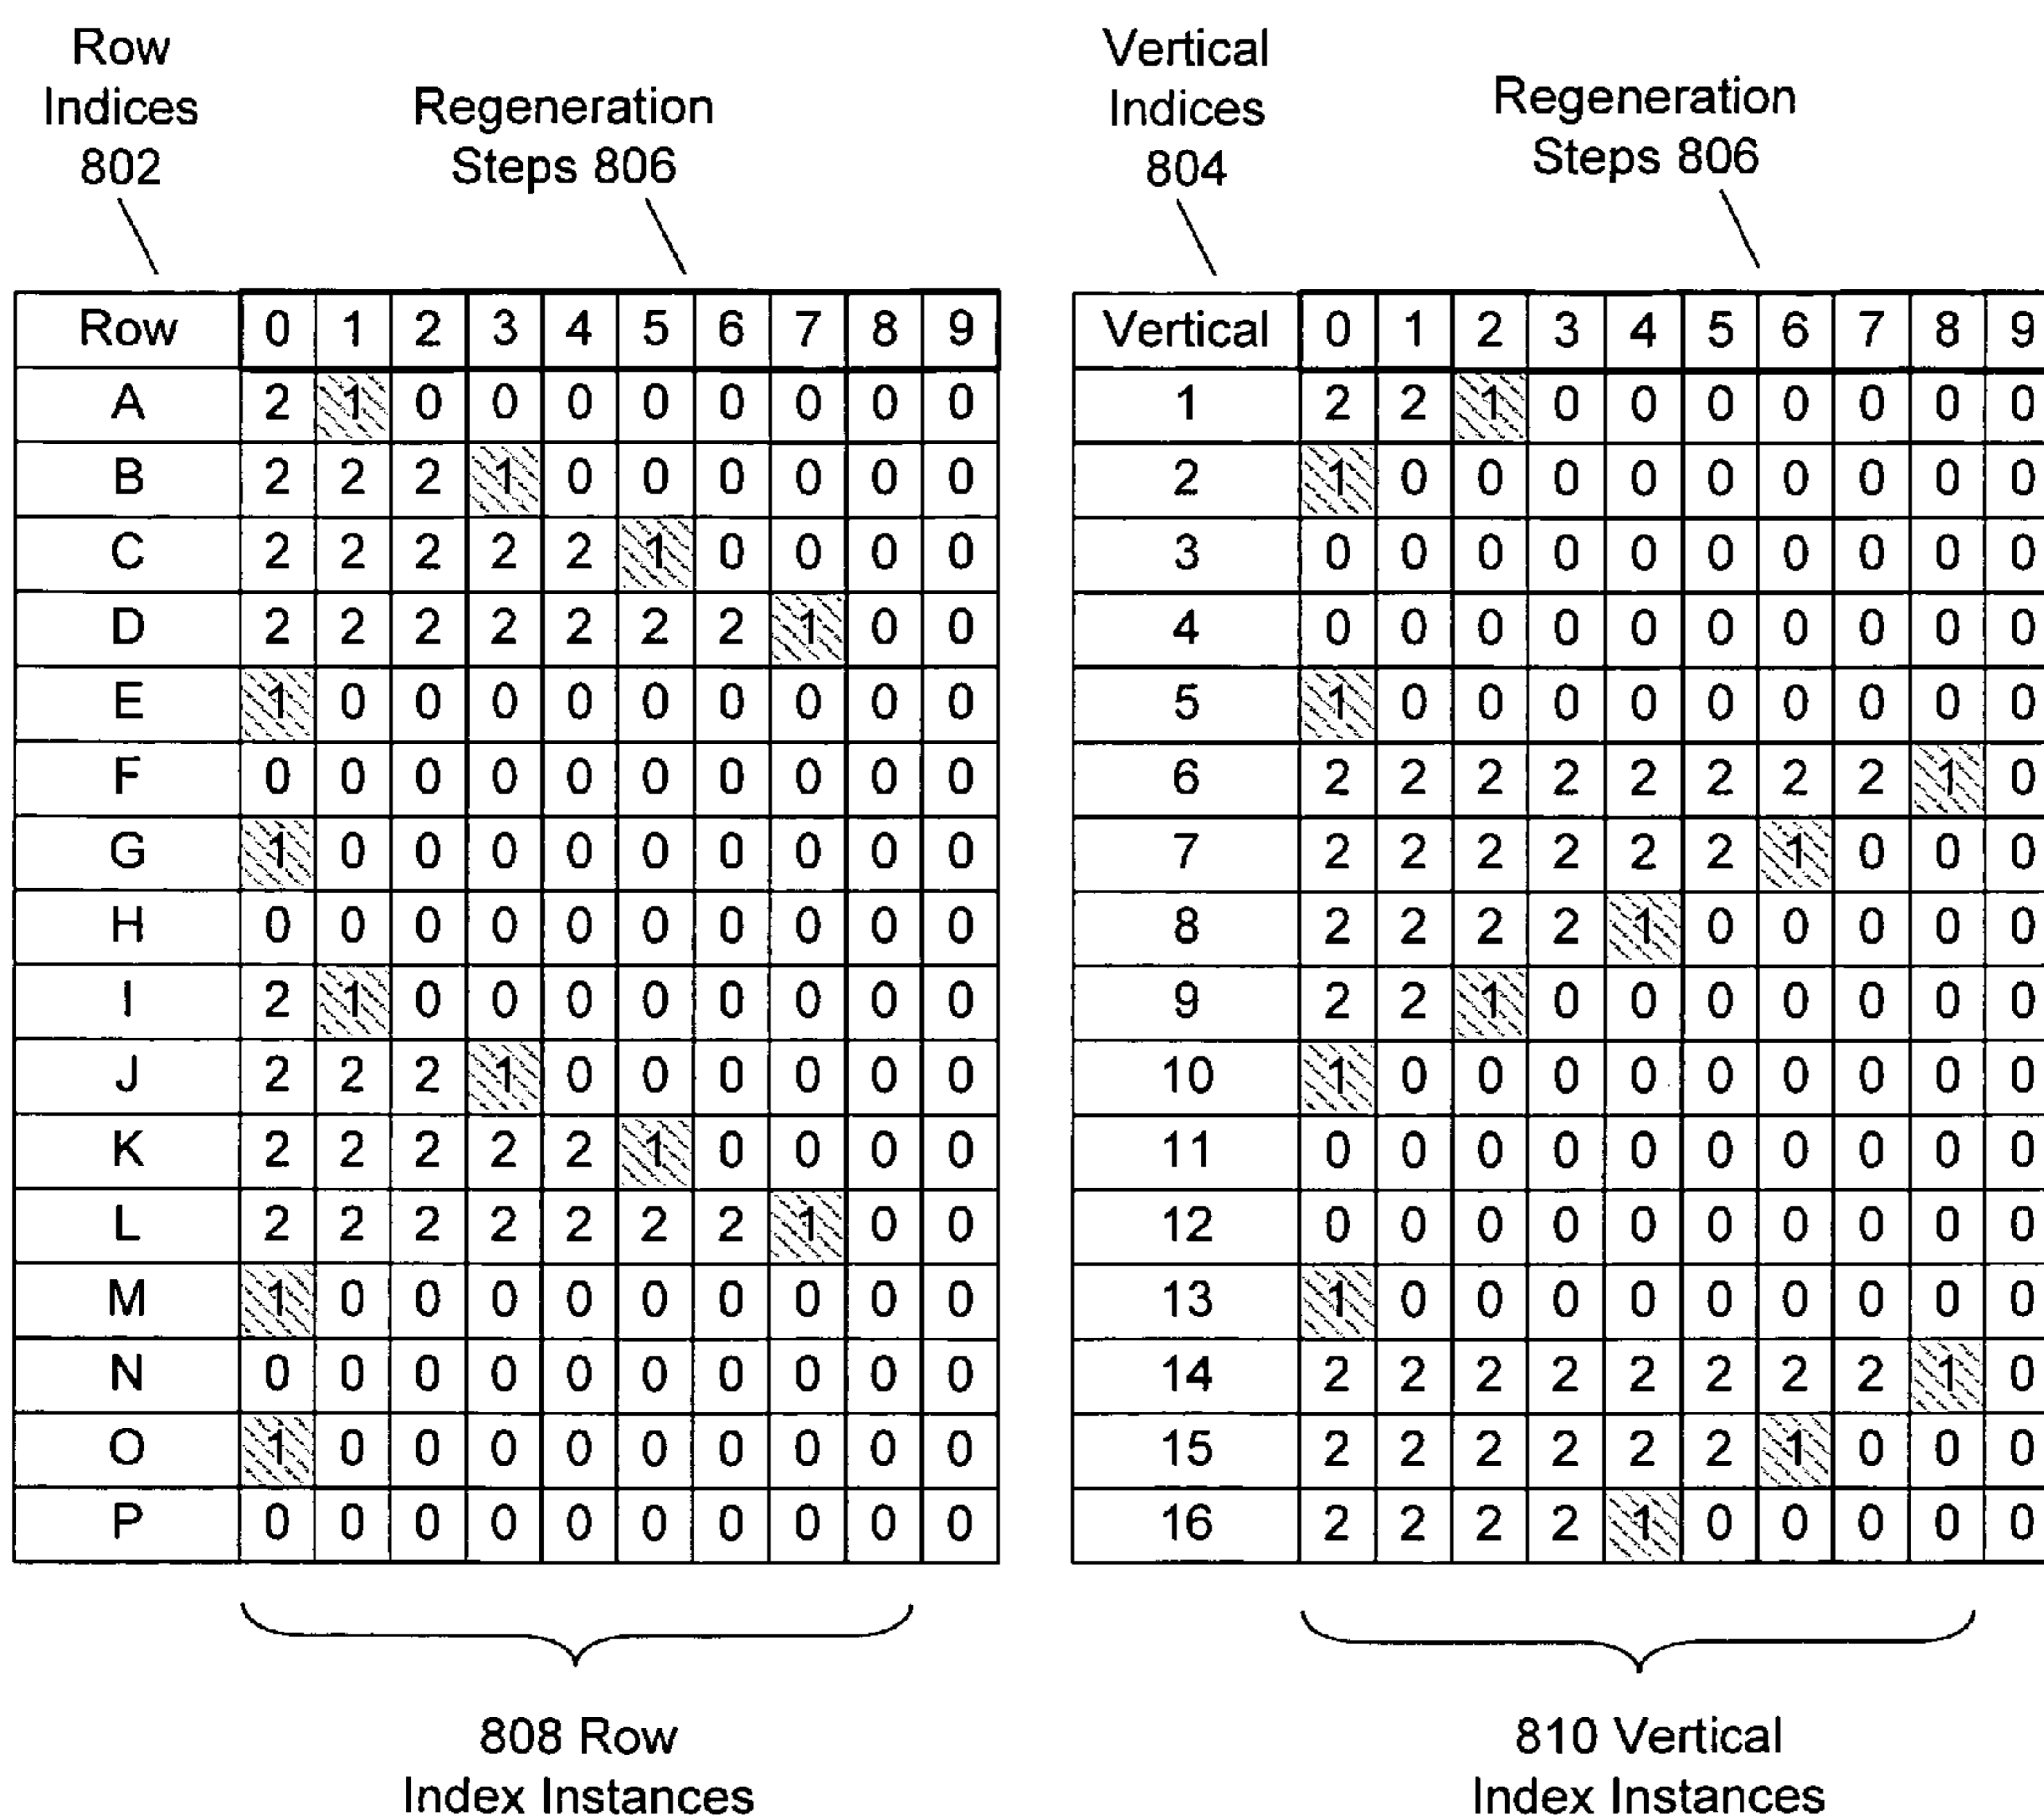 Row
Indices
802
Regeneration
Steps 806
Vertical
Indices
804
Regeneration
Steps 806
Row 0 1 2 3 4 5 6 7 8 9
A 2 1 0 0 0 0 0 0 0 0
B 2 2 2 1 0 0 0 0 0 0
C 2 2 2 2 2 1 0 0 0 0
D 2 2 2 2 2 2 2 1 0 0
E 1 0 0 0 0 0 0 0 0 0
F 0 0 0 0 0 0 0 0 0 0
G 1 0 0 0 0 0 0 0 0 0
H 0 0 0 0 0 0 0 0 0 0
I 2 1 0 0 0 0 0 0 0 0
J 2 2 2 1 0 0 0 0 0 0
K 2 2 2 2 2 1 0 0 0 0
L 2 2 2 2 2 2 2 1 0 0
M 1 0 0 0 0 0 0 0 0 0
N 0 0 0 0 0 0 0 0 0 0
O 1 0 0 0 0 0 0 0 0 0
P 0 0 0 0 0 0 0 0 0 0
Vertical 0 1 2 3 4 5 6 7 8 9
1 2 2 1 0 0 0 0 0 0 0
2 1 0 0 0 0 0 0 0 0 0
3 0 0 0 0 0 0 0 0 0 0
4 0 0 0 0 0 0 0 0 0 0
5 1 0 0 0 0 0 0 0 0 0
6 2 2 2 2 2 2 2 2 1 0
7 2 2 2 2 2 2 1 0 0 0
8 2 2 2 2 1 0 0 0 0 0
9 2 2 1 0 0 0 0 0 0 0
10 1 0 0 0 0 0 0 0 0 0
11 0 0 0 0 0 0 0 0 0 0
12 0 0 0 0 0 0 0 0 0 0
13 1 0 0 0 0 0 0 0 0 0
14 2 2 2 2 2 2 2 2 1 0
15 2 2 2 2 2 2 1 0 0 0
16 2 2 2 2 1 0 0 0 0 0
808 Row
Index Instances
810 Vertical
Index Instances